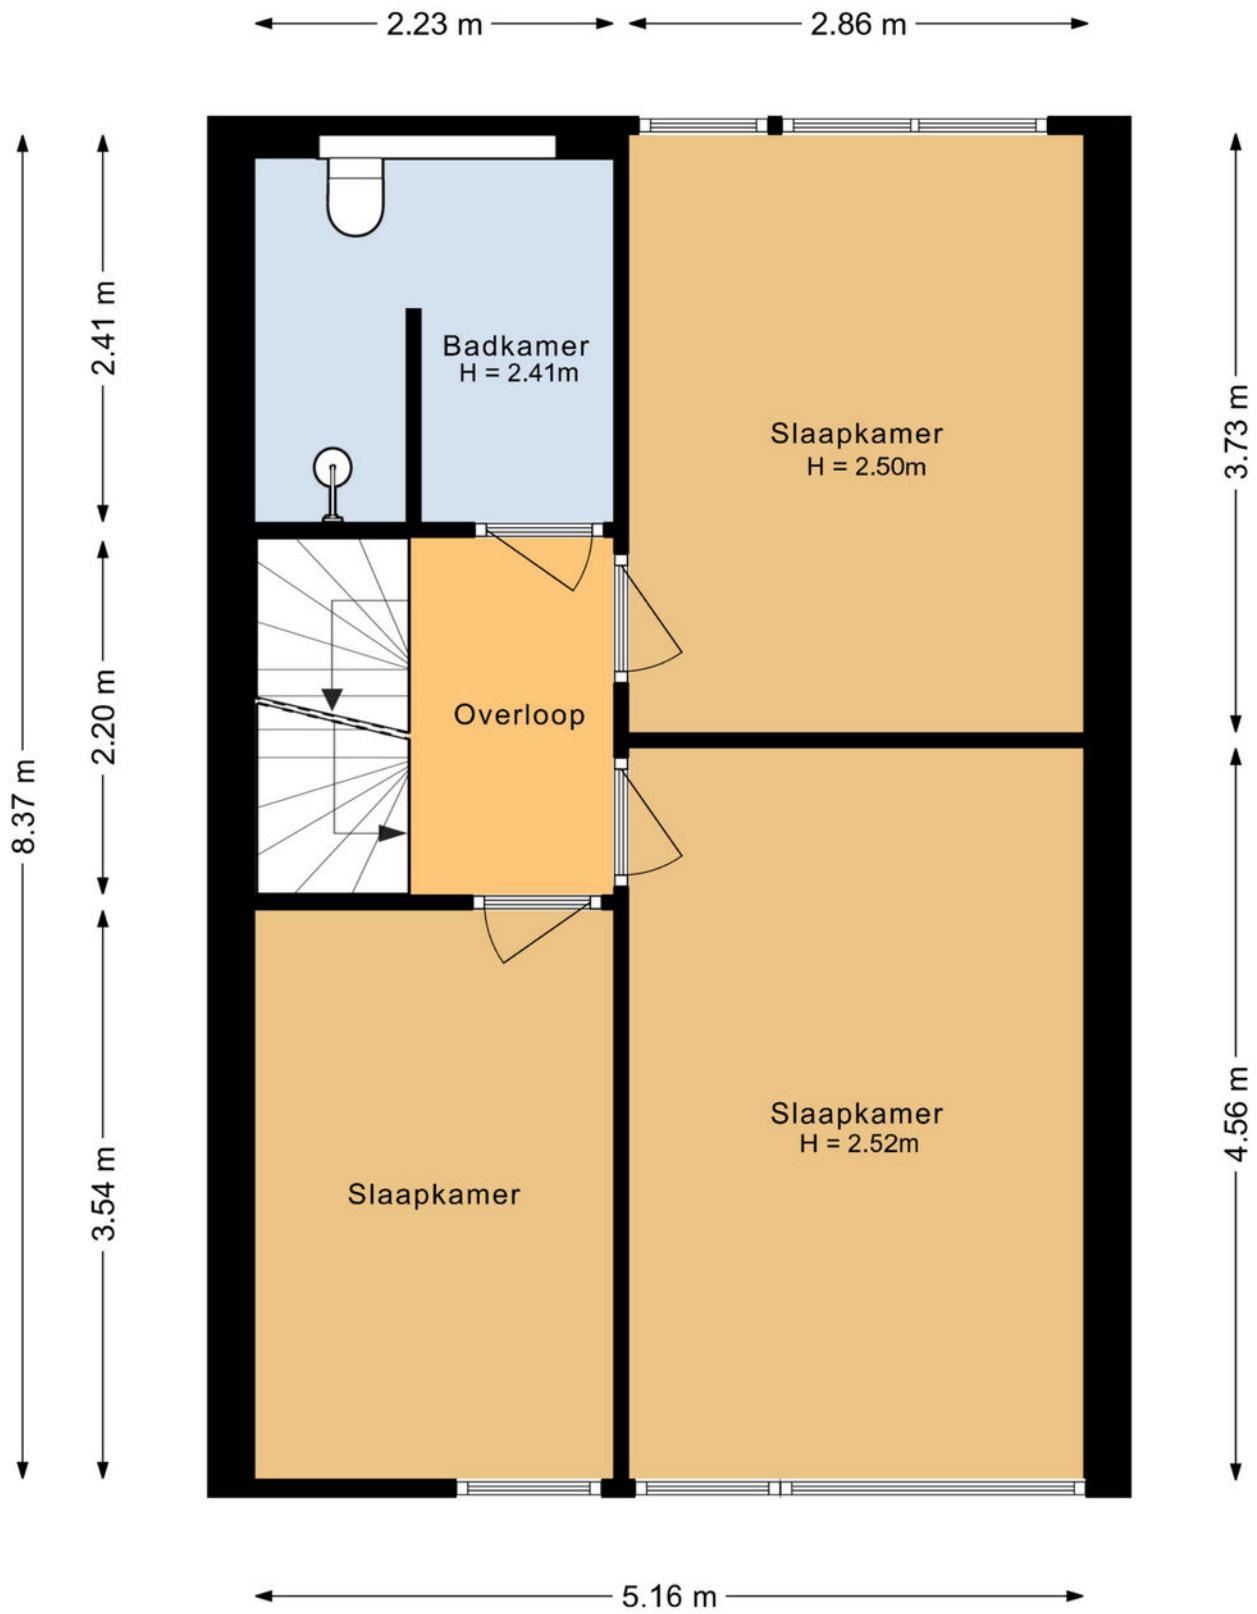 2.23 m
2.86 m
2.41 m
Badkamer
H = 2.41m
Slaapkamer
H = 2.50m
3.73 m
2.20 m
Overloop
8.37 m
Slaapkamer
H = 2.52m
4.56 m
3.54 m
Slaapkamer
5.16 m